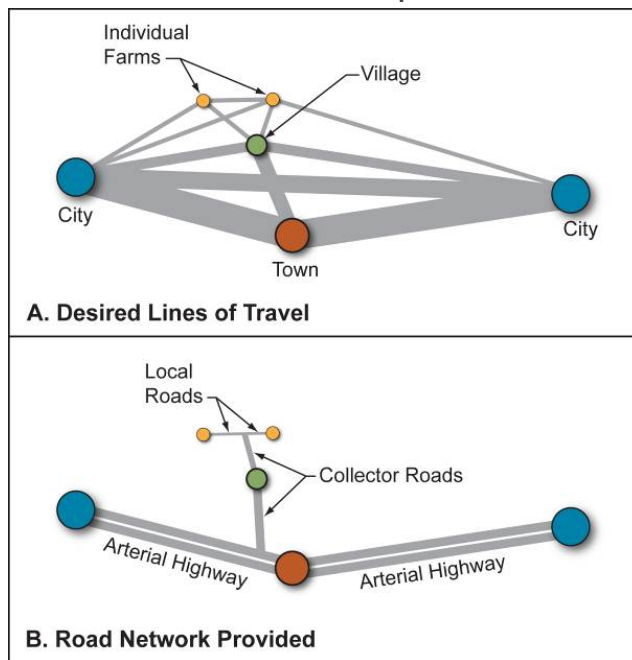 Individual
Farms
Village
City
City
Town
A. Desired Lines of Travel
Local
Roads
Collector Roads
Arterial Highway
Arterial Highway
B. Road Network Provided